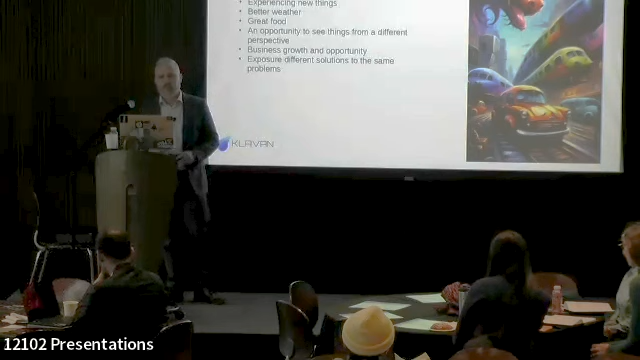 • Experiencing new things
• Better weather
• Great food
• An opportunity to see things from a different
perspective
• Business growth and opportunity
• Exposure different solutions to the same
problems
KLAVAN
12102 Presentations